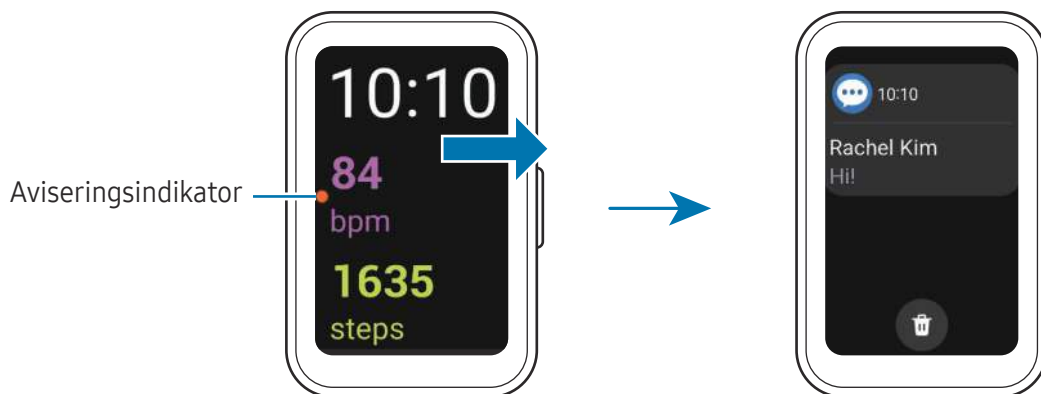 Aviseringsindikator
10:10
84
bpm
1635
steps
10:10
Rachel Kim
Hi!